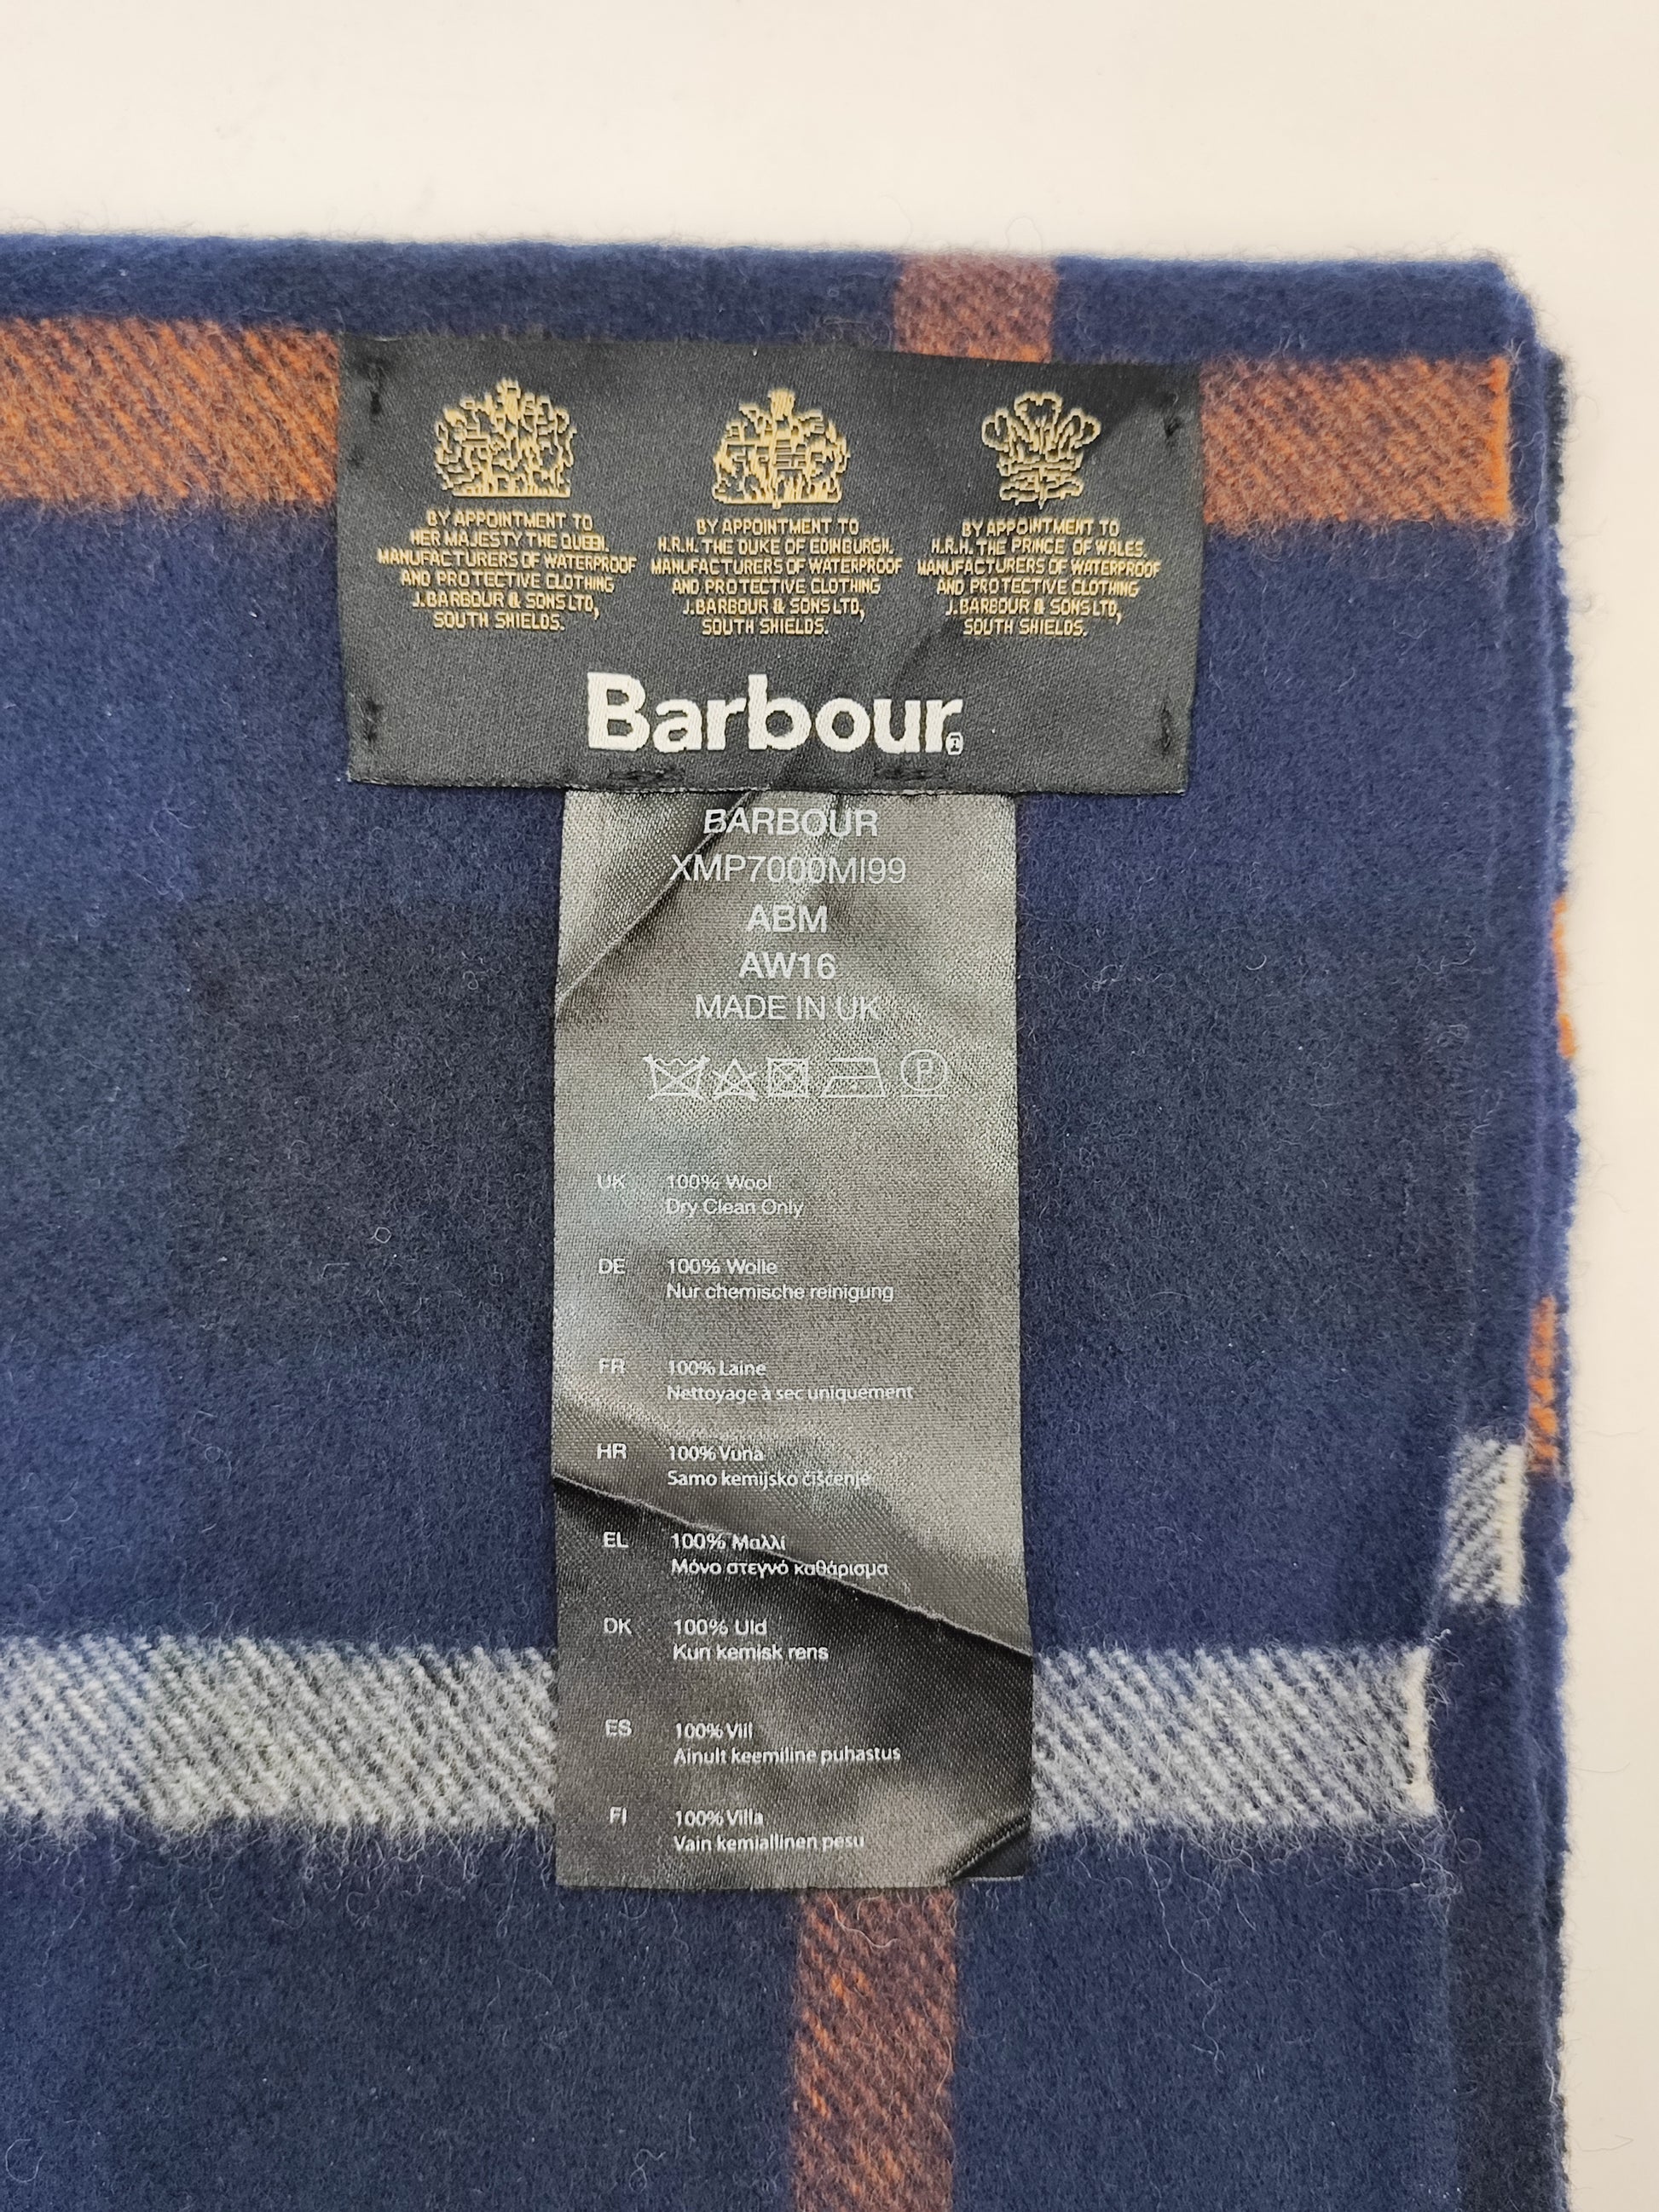 BY APPOINTMENT TO
HER MAJESTY THE QUEEN.
MANUFACTURERS OF WATERPROOF
AND PROTECTIVE CLOTHING
J.BARBOUR & SONS LTD,
SOUTH SHIELDS.
BY APPOINTMENT TO
H.R.H. THE DUKE OF EDINBURGH.
MANUFACTURERS OF WATERPROOF
AND PROTECTIVE CLOTHING
J.BARBOUR & SONS LTD,
SOUTH SHIELDS.
BY APPOINTMENT TO
H.R.H. THE PRINCE OF WALES.
MANUFACTURERS OF WATERPROOF
AND PROTECTIVE CLOTHING
J.BARBOUR & SONS LTD,
SOUTH SHIELDS.
Barbour®
BARBOUR
XMP7000MI99
ABM
AW16
MADE IN UK
P
UK 100% Wool
Dry Clean Only
DE 100% Wolle
Nur chemische reinigung
FR 100% Laine
Nettoyage à sec uniquement
HR 100% Vuna
Samo kemijsko čišćenje
EL 100% Μαλλί
Μόνο στεγνό καθάρισμα
DK 100% Uld
Kun kemisk rens
ES 100% Vill
Ainult keemiline puhastus
FI 100% Villa
Vain kemiallinen pesu